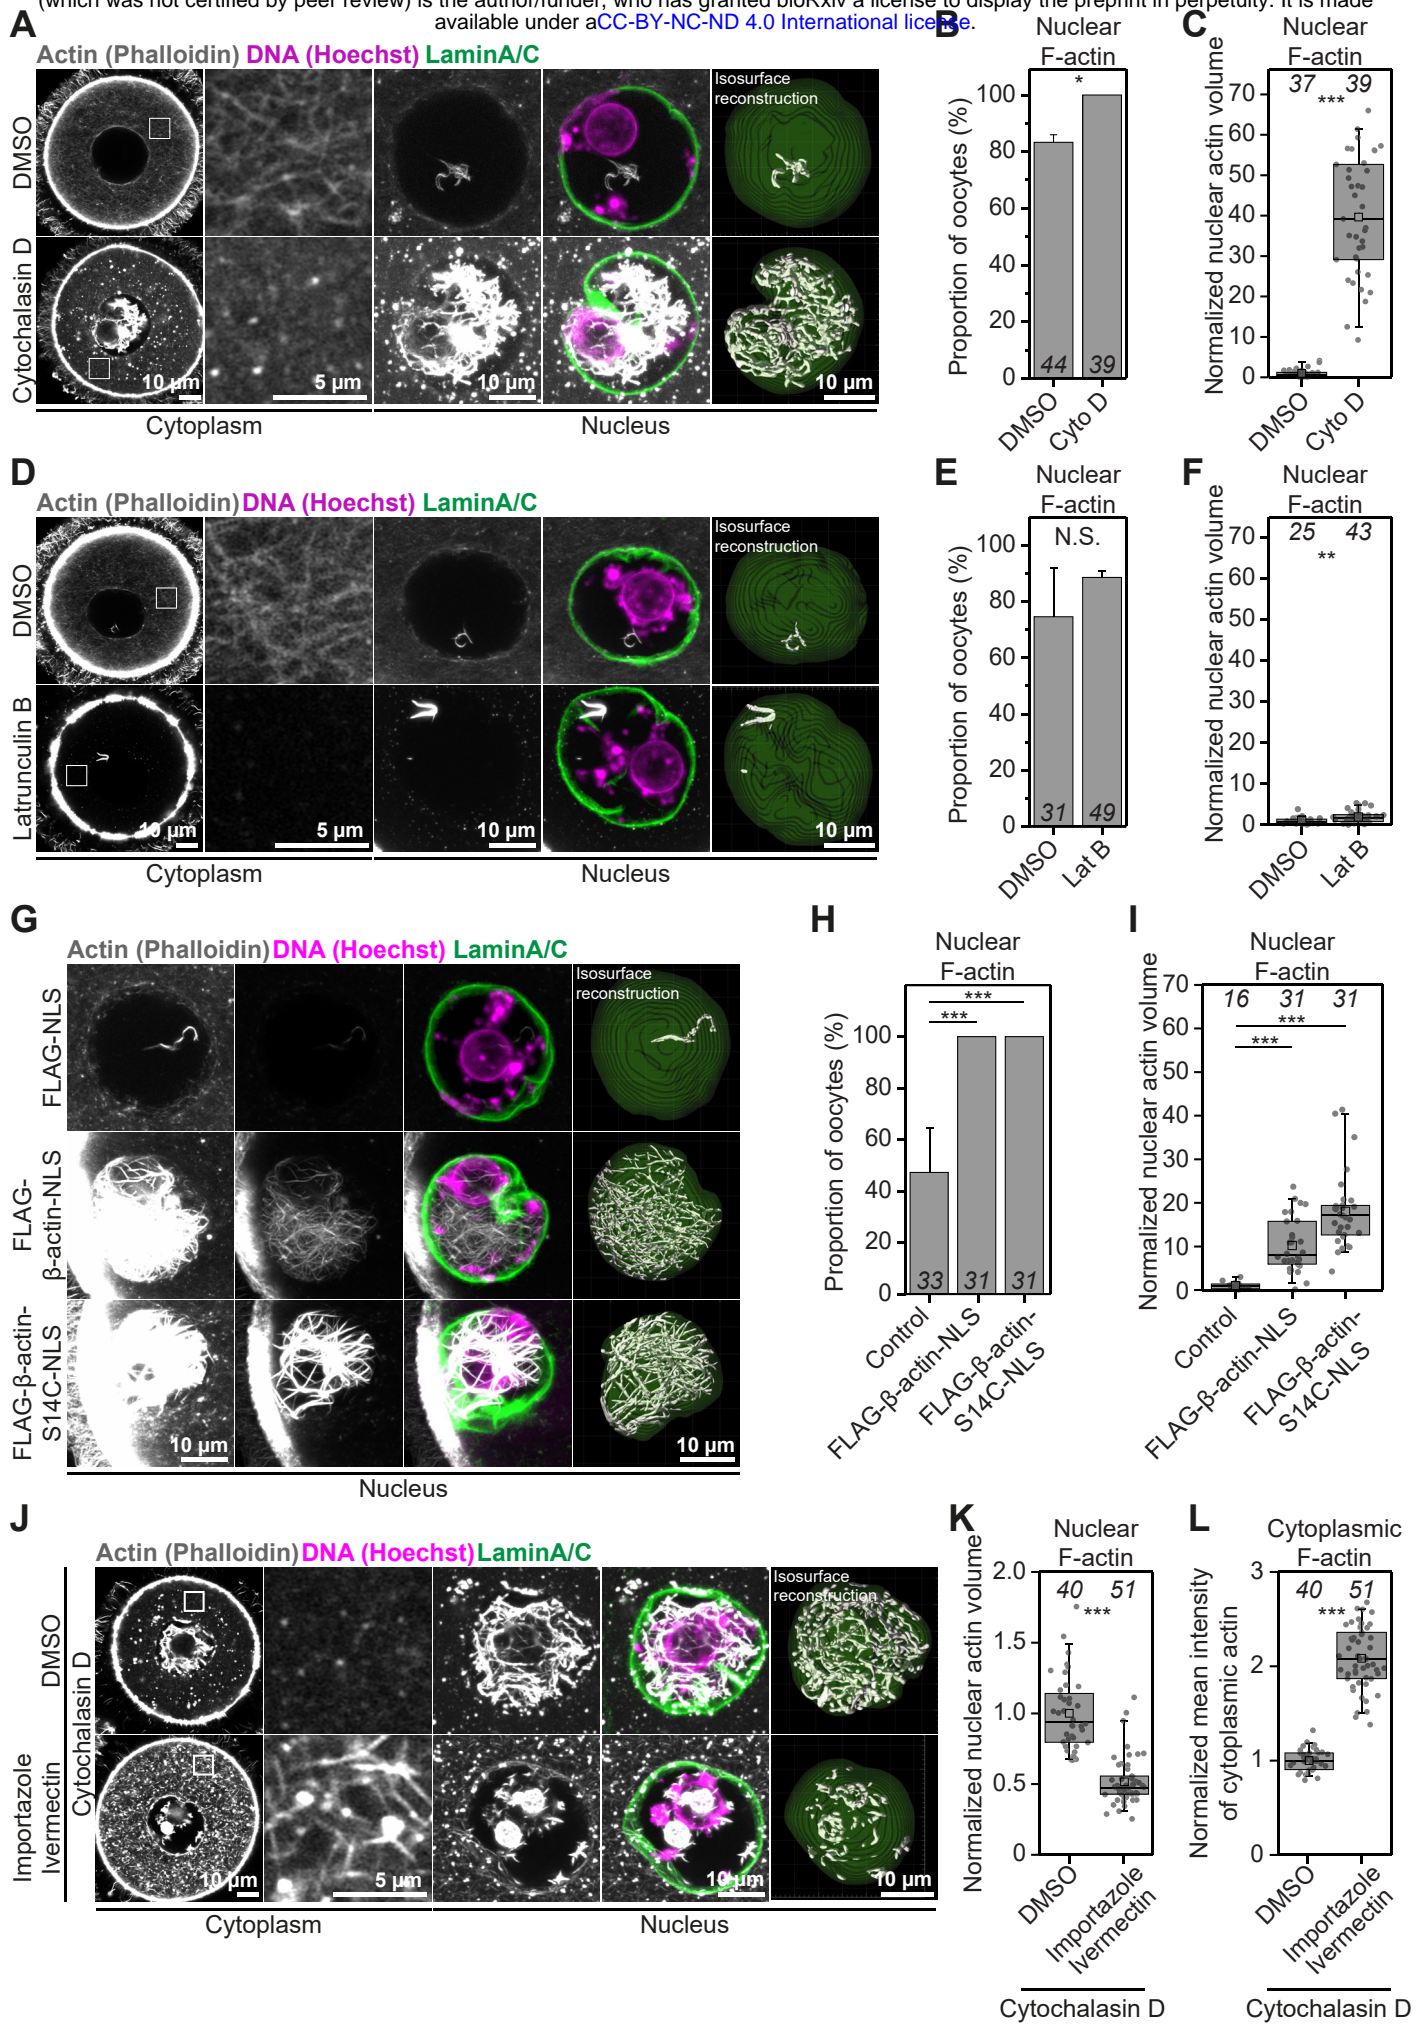 (which was not certified by peer review) is the author/funder, who has granted bioRxiv a license to display the preprint in perpetuity. It is made
available under aCC-BY-NC-ND 4.0 International license.
A
Actin (Phalloidin) DNA (Hoechst) LaminA/C
DMSO
Isosurface
reconstruction
Cytochalasin D
10 µm
5 µm
10 µm
10 µm
Cytoplasm
Nucleus
B
Nuclear
F-actin
Proportion of oocytes (%)
100
80
60
40
20
0
*
44 39
DMSO
Cyto D
C
Nuclear
F-actin
Normalized nuclear actin volume
70
60
50
40
30
20
10
0
37 39
***
DMSO
Cyto D
D
Actin (Phalloidin) DNA (Hoechst) LaminA/C
DMSO
Isosurface
reconstruction
Latrunculin B
10 µm
5 µm
10 µm
10 µm
Cytoplasm
Nucleus
E
Nuclear
F-actin
Proportion of oocytes (%)
100
80
60
40
20
0
N.S.
31 49
DMSO
Lat B
F
Nuclear
F-actin
Normalized nuclear actin volume
70
60
50
40
30
20
10
0
25 43
**
DMSO
Lat B
G
Actin (Phalloidin) DNA (Hoechst) LaminA/C
FLAG-NLS
Isosurface
reconstruction
FLAG-
β-actin-NLS
FLAG-β-actin-
S14C-NLS
10 µm
10 µm
Nucleus
H
Nuclear
F-actin
Proportion of oocytes (%)
100
80
60
40
20
0
***
***
33 31 31
Control
FLAG-β-actin-NLS
FLAG-β-actin-
S14C-NLS
I
Nuclear
F-actin
Normalized nuclear actin volume
70
60
50
40
30
20
10
0
16 31 31
***
***
Control
FLAG-β-actin-NLS
FLAG-β-actin-
S14C-NLS
J
Actin (Phalloidin) DNA (Hoechst) LaminA/C
DMSO
Cytochalasin D
Isosurface
reconstruction
Importazole
Ivermectin
10 µm
5 µm
10 µm
10 µm
Cytoplasm
Nucleus
K
Nuclear
F-actin
Normalized nuclear actin volume
2.0
1.5
1.0
0.5
0
40 51
***
DMSO
Importazole
Ivermectin
Cytochalasin D
L
Cytoplasmic
F-actin
Normalized mean intensity
of cytoplasmic actin
3
2
1
0
40 51
***
DMSO
Importazole
Ivermectin
Cytochalasin D